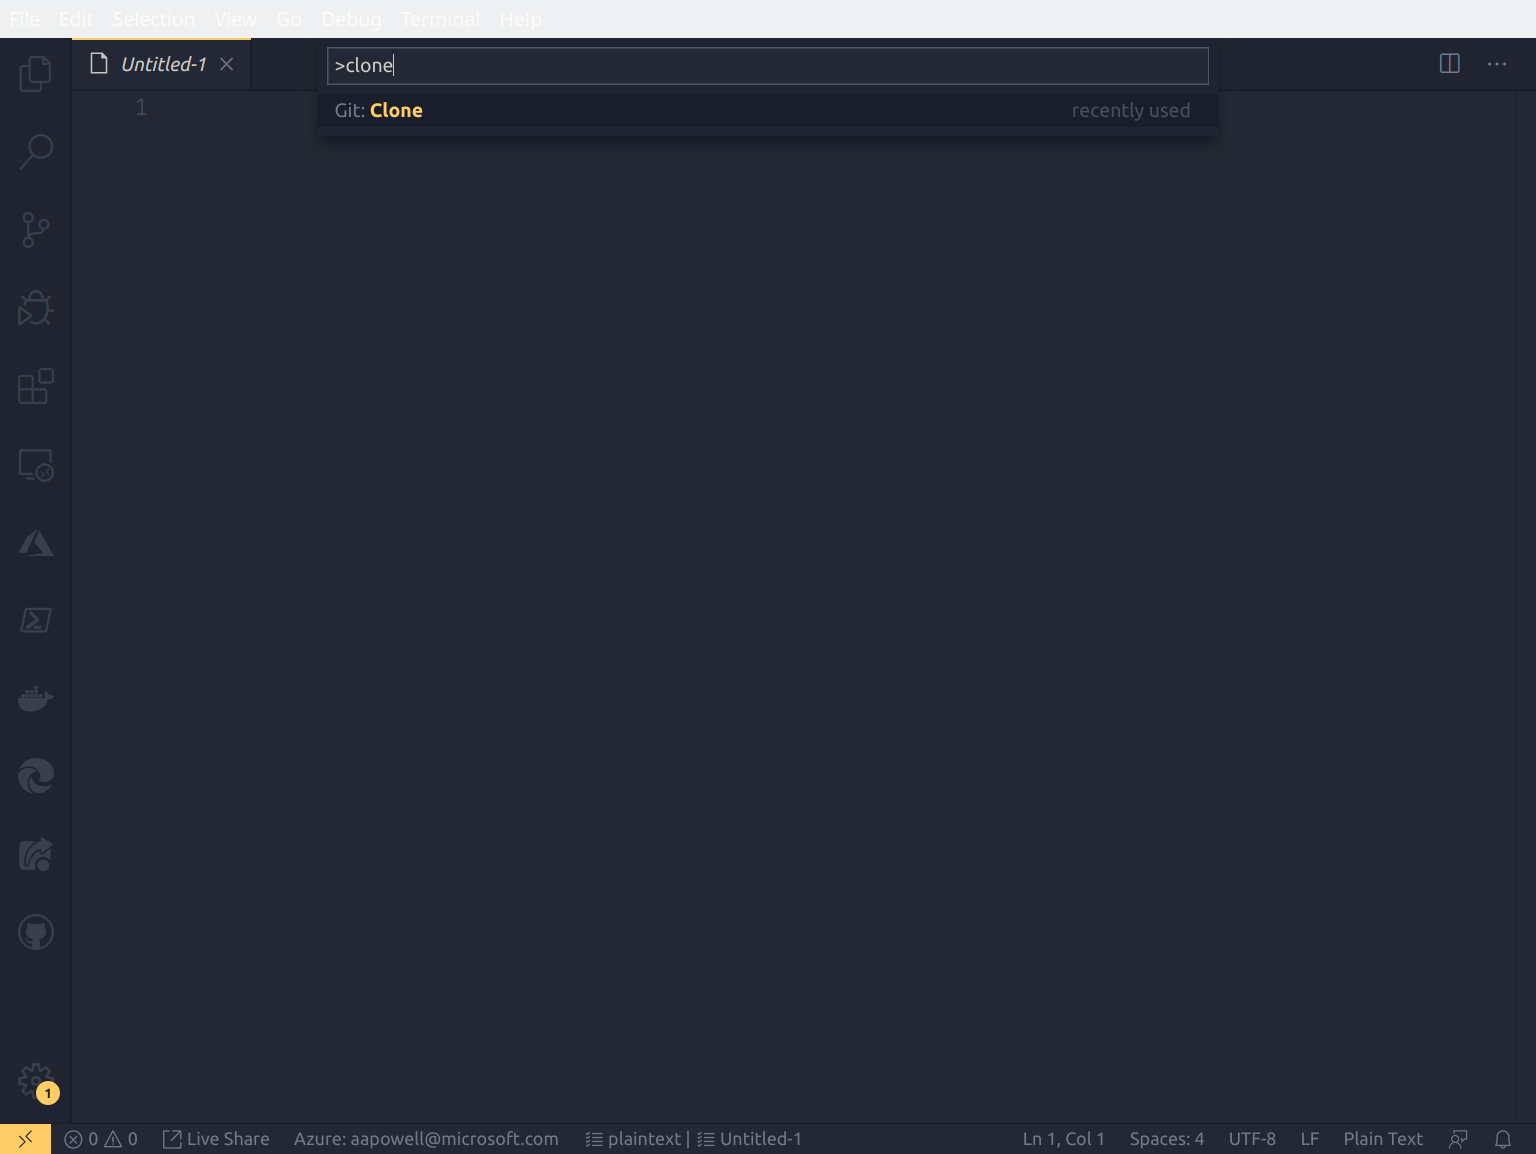 File Edit Selection View Go Debug Terminal Help
Untitled-1
>clone
1
Git: Clone recently used
1
0 0 Live Share Azure: aapowell@microsoft.com plaintext | Untitled-1 Ln 1, Col 1 Spaces: 4 UTF-8 LF Plain Text